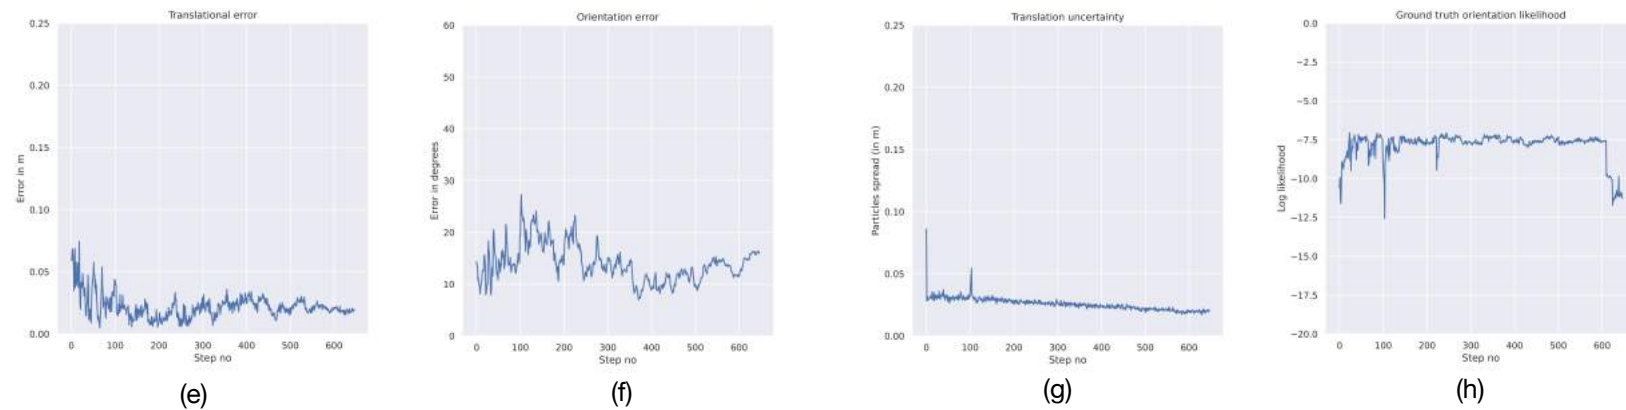 Translational error
0.25
0.20
0.15
0.10
0.05
0.00
Error in m
0 100 200 300 400 500 600
Step no
(e)
Orientation error
60
50
40
30
20
10
0
Error in degrees
0 100 200 300 400 500 600
Step no
(f)
Translation uncertainty
0.25
0.20
0.15
0.10
0.05
0.00
Particles spread (in m)
0 100 200 300 400 500 600
Step no
(g)
Ground truth orientation likelihood
0.0
−2.5
−5.0
−7.5
−10.0
−12.5
−15.0
−17.5
−20.0
Log likelihood
0 100 200 300 400 500 600
Step no
(h)